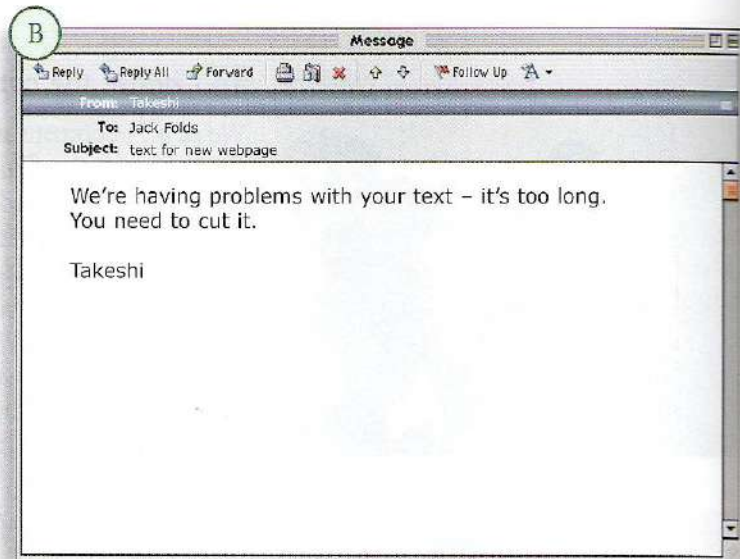 B
Message
Reply Reply All Forward Follow Up A
From: Takeshi
To: Jack Folds
Subject: text for new webpage
We're having problems with your text – it's too long.
You need to cut it.
Takeshi